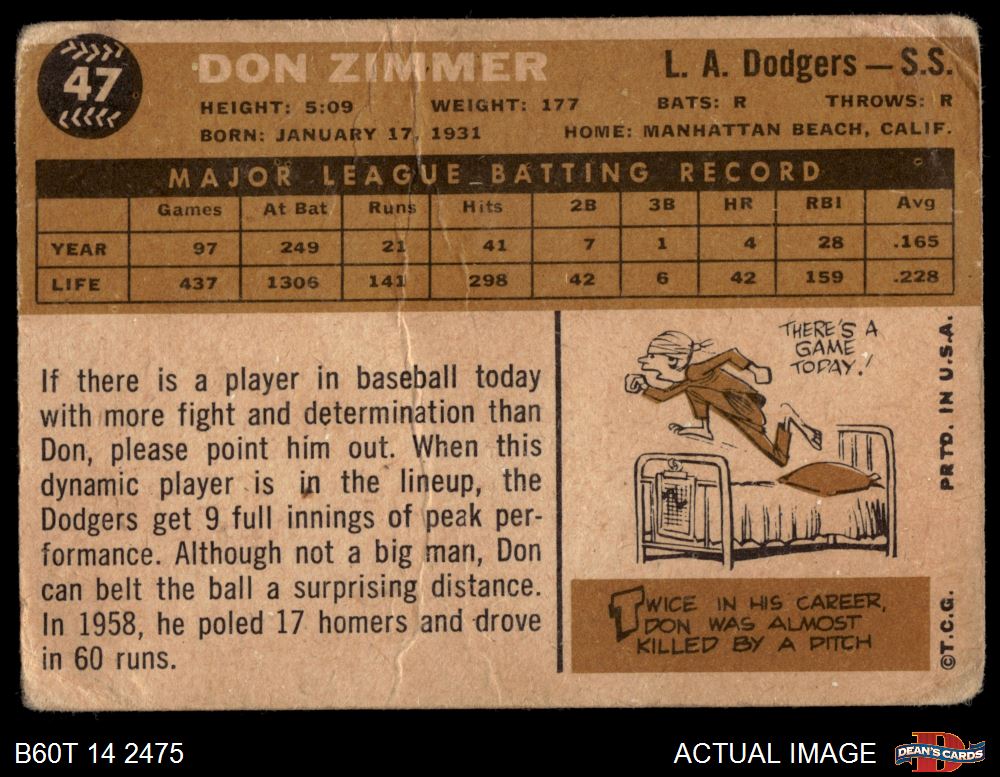 47
DON ZIMMER
L. A. Dodgers — S.S.
HEIGHT: 5:09 WEIGHT: 177 BATS: R THROWS: R
BORN: JANUARY 17, 1931 HOME: MANHATTAN BEACH, CALIF.
MAJOR LEAGUE BATTING RECORD
Games At Bat Runs Hits 2B 3B HR RBI Avg
YEAR 97 249 21 41 7 1 4 28 .165
LIFE 437 1306 141 298 42 6 42 159 .228
If there is a player in baseball today
with more fight and determination than
Don, please point him out. When this
dynamic player is in the lineup, the
Dodgers get 9 full innings of peak per-
formance. Although not a big man, Don
can belt the ball a surprising distance.
In 1958, he poled 17 homers and drove
in 60 runs.
THERE'S A
GAME
TODAY!
TWICE IN HIS CAREER,
DON WAS ALMOST
KILLED BY A PITCH
©T.C.G. PRTD. IN U.S.A.
B60T 14 2475
ACTUAL IMAGE
D
DEAN'S CARDS